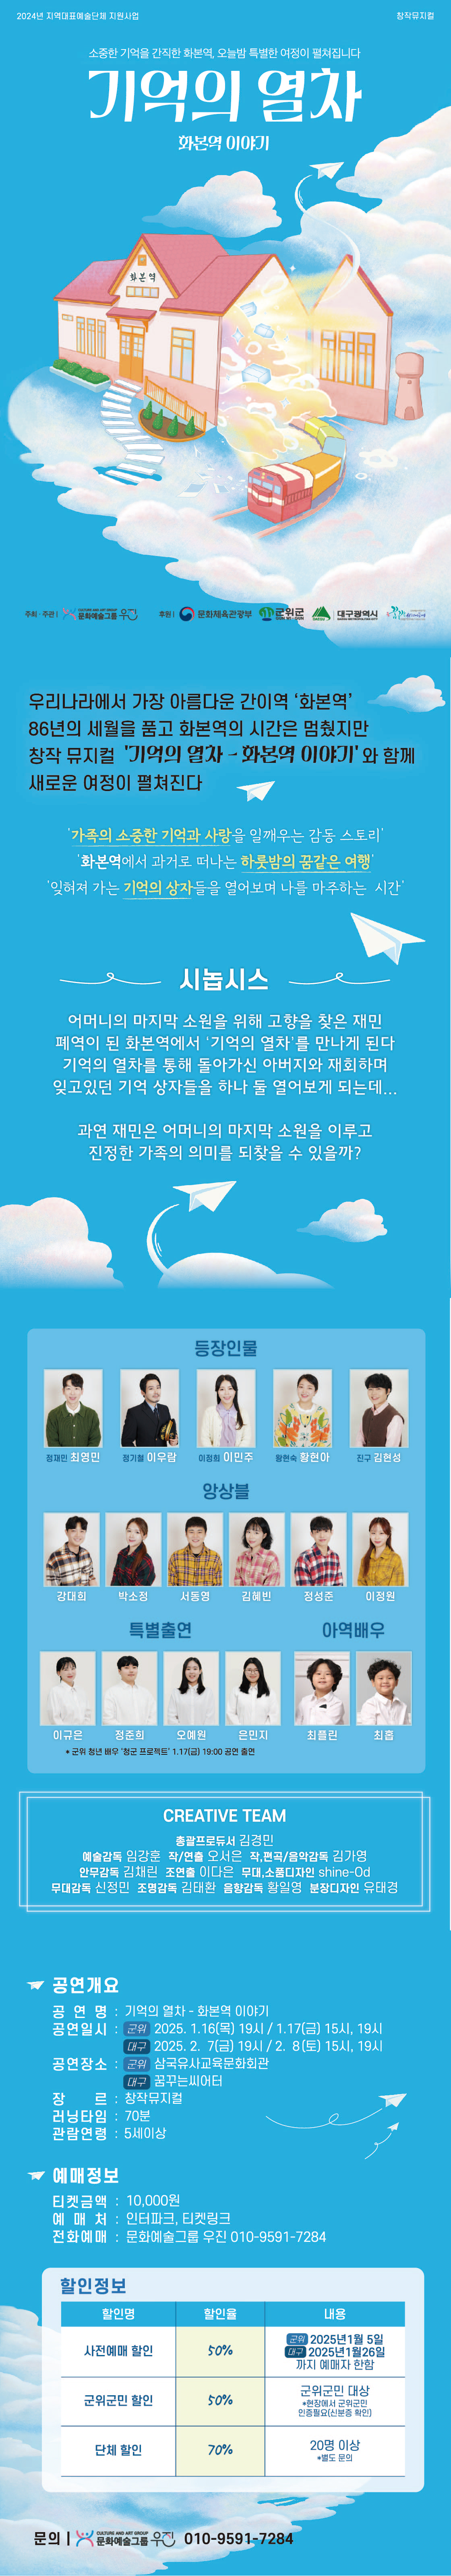 2024년 지역대표예술단체 지원사업
창작뮤지컬
소중한 기억을 간직한 화본역, 오늘밤 특별한 여정이 펼쳐집니다
기억의 열차
화본역 이야기
화본역
주최 · 주관 | CULTURE AND ART GROUP 문화예술그룹 우진 후원 | 문화체육관광부 군위군 대구광역시
우리나라에서 가장 아름다운 간이역 '화본역'
86년의 세월을 품고 화본역의 시간은 멈췄지만
창작 뮤지컬 '기억의 열차 - 화본역 이야기'와 함께
새로운 여정이 펼쳐진다
'가족의 소중한 기억과 사랑을 일깨우는 감동 스토리'
'화본역에서 과거로 떠나는 하룻밤의 꿈같은 여행'
'잊혀져 가는 기억의 상자들을 열어보며 나를 마주하는 시간'
시놉시스
어머니의 마지막 소원을 위해 고향을 찾은 재민
폐역이 된 화본역에서 '기억의 열차'를 만나게 된다
기억의 열차를 통해 돌아가신 아버지와 재회하며
잊고있던 기억 상자들을 하나 둘 열어보게 되는데...
과연 재민은 어머니의 마지막 소원을 이루고
진정한 가족의 의미를 되찾을 수 있을까?
등장인물
정재민 최영민 정기철 이우람 이정희 이민주 황현숙 황현아 진구 김현성
앙상블
강대희 박소정 서동영 김혜빈 정성준 이정원
특별출연 아역배우
이규은 정준희 오예원 은민지 최플린 최홉
* 군위 청년 배우 '청군 프로젝트' 1.17(금) 19:00 공연 출연
CREATIVE TEAM
총괄프로듀서 김경민
예술감독 임강훈 작/연출 오서은 작,편곡/음악감독 김가영
안무감독 김채린 조연출 이다은 무대,소품디자인 shine-Od
무대감독 신정민 조명감독 김태환 음향감독 황일영 분장디자인 유태경
공연개요
공 연 명 : 기억의 열차 - 화본역 이야기
공연일시 : 군위 2025. 1.16(목) 19시 / 1.17(금) 15시, 19시
대구 2025. 2. 7(금) 19시 / 2. 8(토) 15시, 19시
공연장소 : 군위 삼국유사교육문화회관
대구 꿈꾸는씨어터
장 르 : 창작뮤지컬
러닝타임 : 70분
관람연령 : 5세이상
예매정보
티켓금액 : 10,000원
예 매 처 : 인터파크, 티켓링크
전화예매 : 문화예술그룹 우진 010-9591-7284
할인정보
할인명 할인율 내용
사전예매 할인 50% 군위 2025년1월 5일
대구 2025년1월26일
까지 예매자 한함
군위군민 할인 50% 군위군민 대상
*현장에서 군위군민
인증필요(신분증 확인)
단체 할인 70% 20명 이상
*별도 문의
문의 | CULTURE AND ART GROUP 문화예술그룹 우진 010-9591-7284